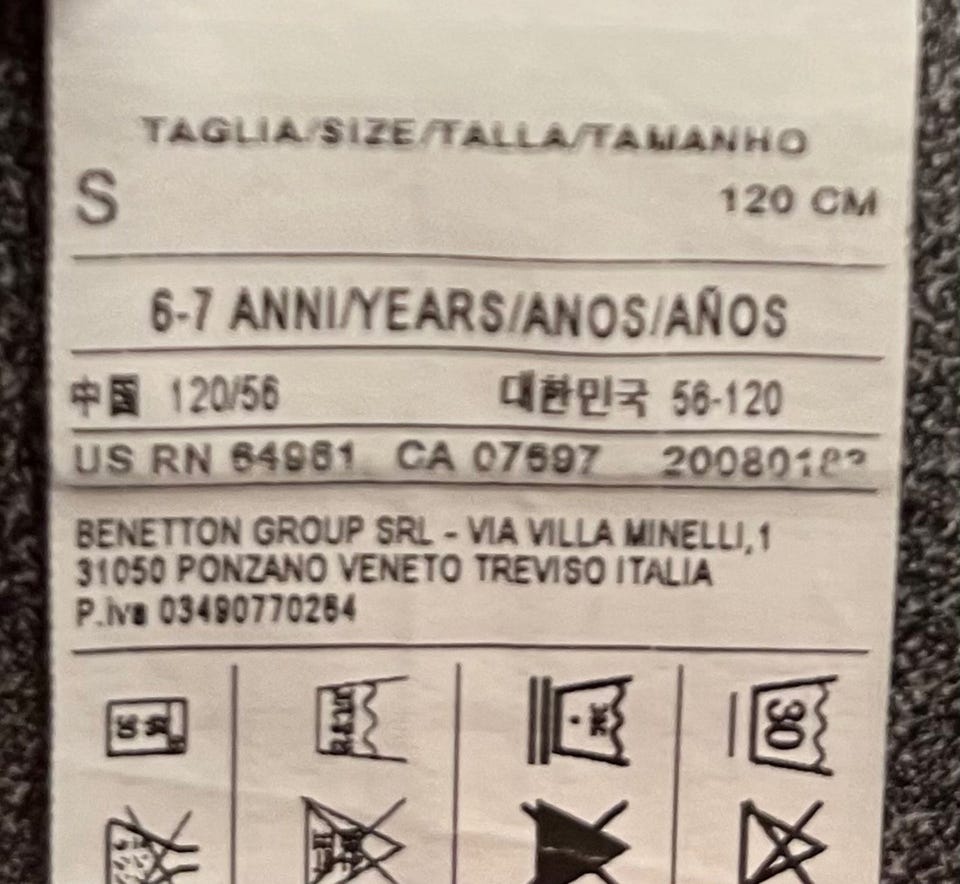 TAGLIA/SIZE/TALLA/TAMANHO
S 120 CM
6-7 ANNI/YEARS/ANOS/AÑOS
中国 120/56 대한민국 56-120
US RN 64961 CA 07697
BENETTON GROUP SRL - VIA VILLA MINELLI,1
31050 PONZANO VENETO TREVISO ITALIA
P.iva 03490770264
30